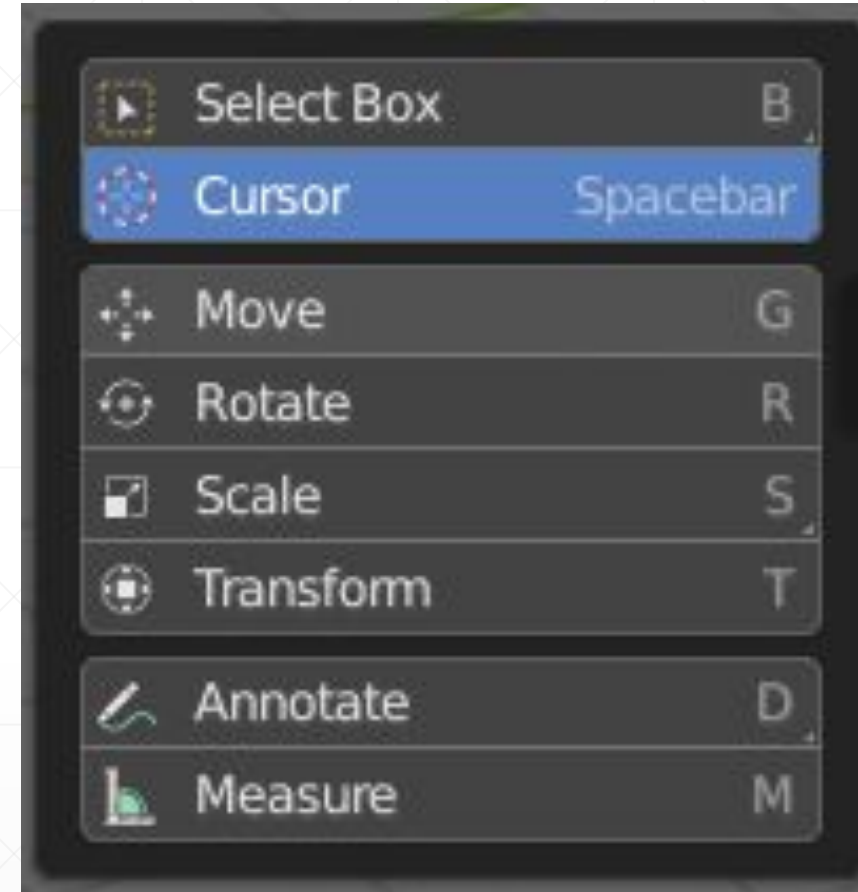 Select Box B
Cursor Spacebar
Move G
Rotate R
Scale S
Transform T
Annotate D
Measure M